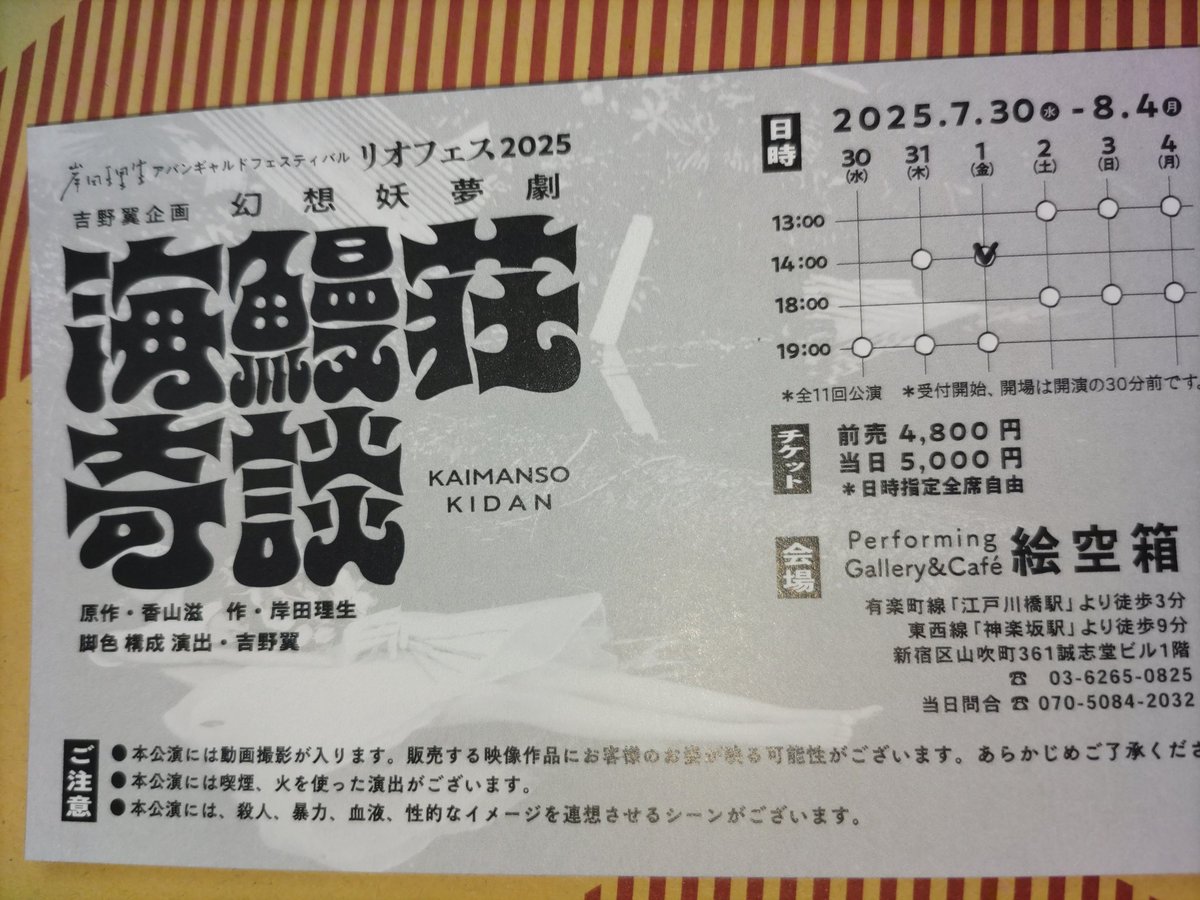 岸田理生アバンギャルドフェスティバル リオフェス2025
吉野翼企画 幻想妖夢劇
海鰻荘
奇談
KAIMANSO
KIDAN
原作・香山滋 作・岸田理生
脚色 構成 演出・吉野翼
日時 2025.7.30水-8.4月
30 31 1 2 3 4
(水) (木) (金) (土) (日) (月)
13:00
14:00
18:00
19:00
*全11回公演 *受付開始、開場は開演の30分前です
チケット 前売 4,800 円
当日 5,000 円
*日時指定全席自由
会場 Performing
Gallery&Café 絵空箱
有楽町線「江戸川橋駅」より徒歩3分
東西線「神楽坂駅」より徒歩9分
新宿区山吹町361誠志堂ビル1階
☎ 03-6265-0825
当日問合 ☎ 070-5084-2032
ご注意
●本公演には動画撮影が入ります。販売する映像作品にお客様のお姿が映る可能性がございます。あらかじめご了承くださ
●本公演には喫煙、火を使った演出がございます。
●本公演には、殺人、暴力、血液、性的なイメージを連想させるシーンがございます。